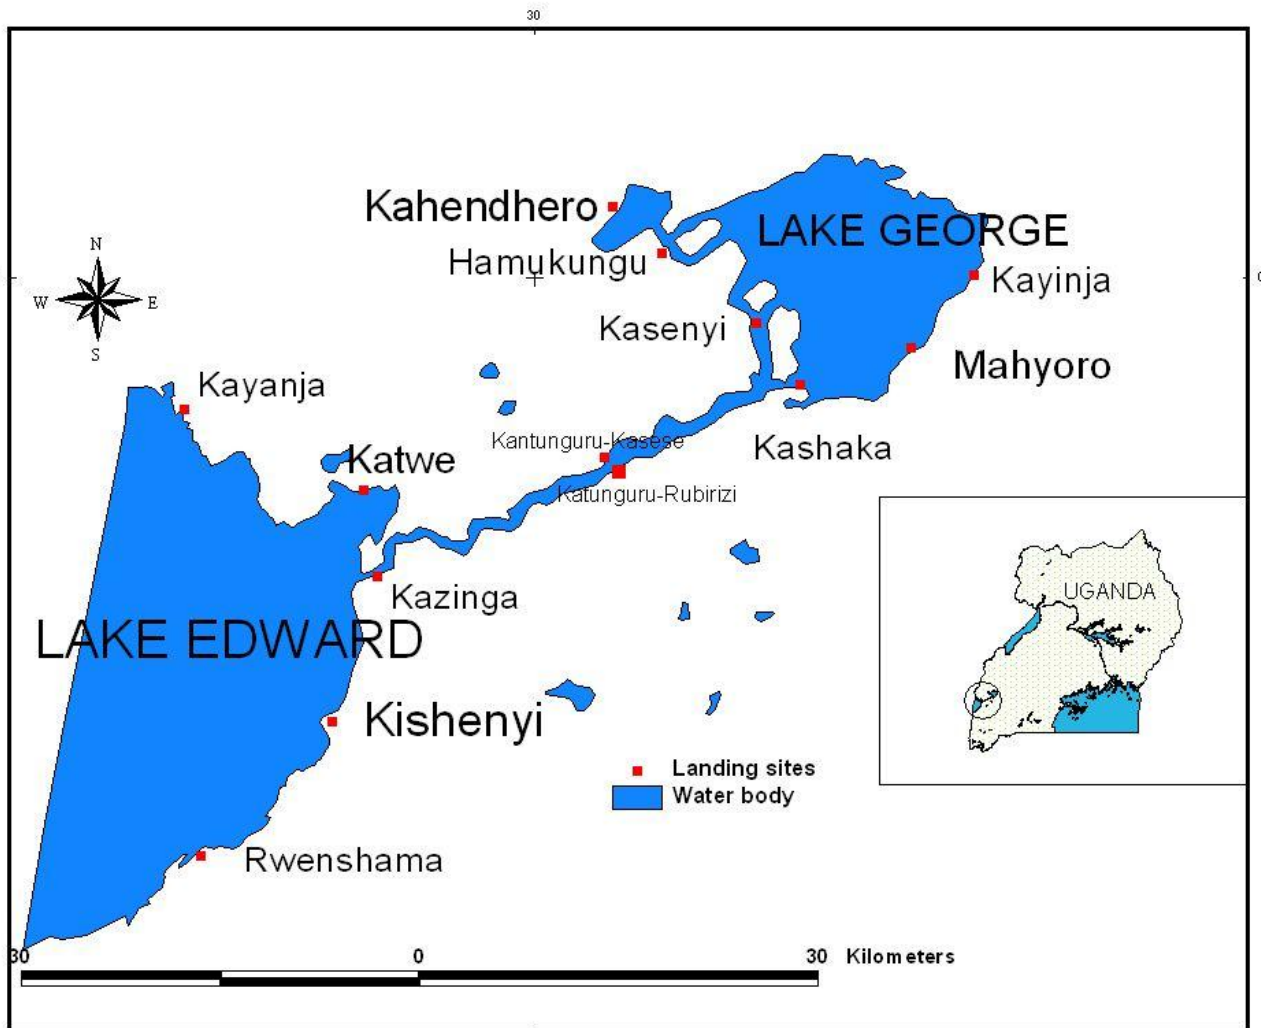 30
Kahendhero
LAKE GEORGE
Hamukungu
Kayinja
N
W E
S
Kasenyi
Mahyoro
Kayanja
Kantunguru-Kasese
Kashaka
Katwe
Katunguru-Rubirizi
Kazinga
UGANDA
LAKE EDWARD
Kishenyi
Landing sites
Water body
Rwenshama
30 0 30 Kilometers